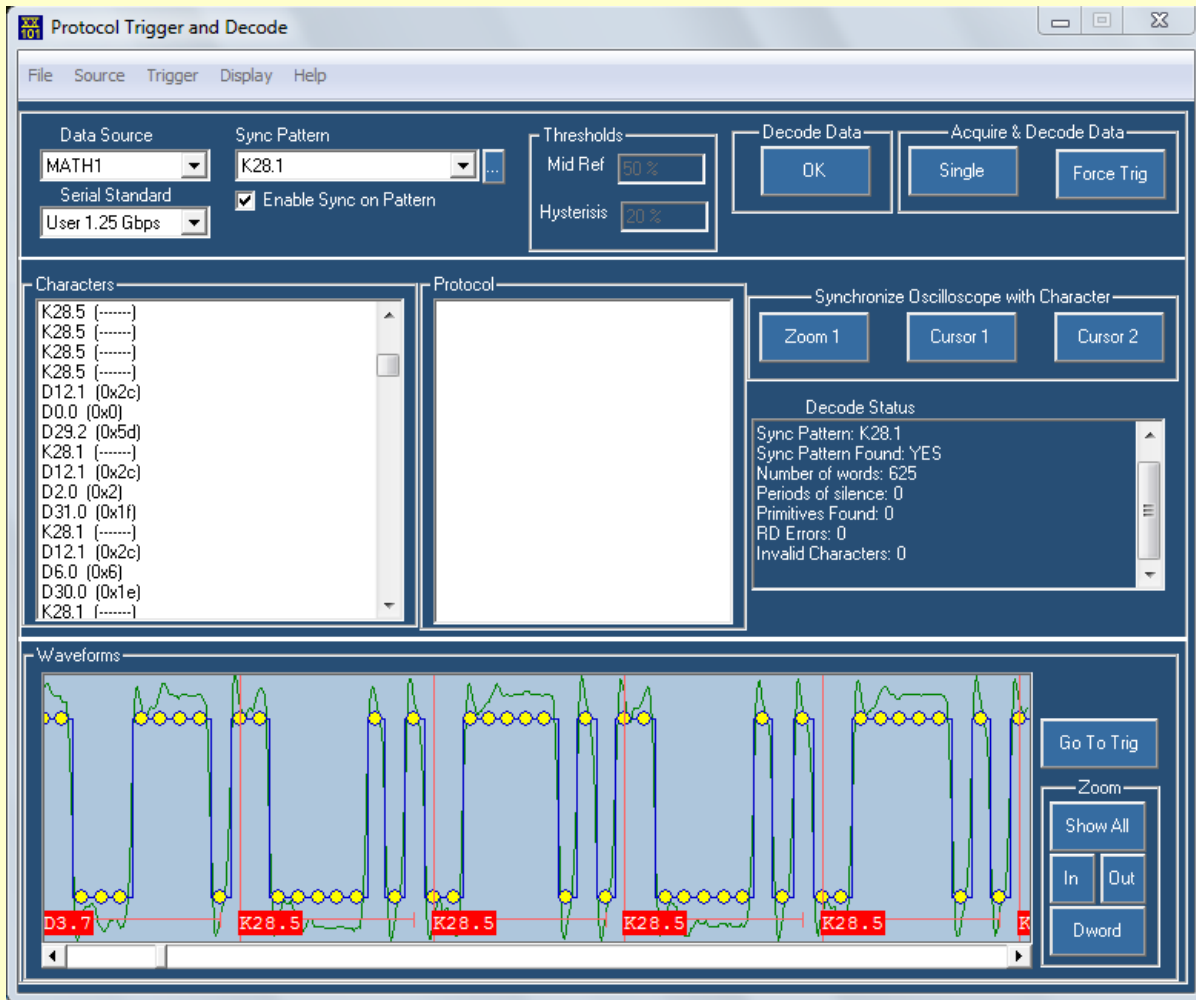 XX
101
Protocol Trigger and Decode
File Source Trigger Display Help
Data Source
MATH1
Serial Standard
User 1.25 Gbps
Sync Pattern
K28.1
...
Enable Sync on Pattern
Thresholds
Mid Ref 50 %
Hysterisis 20 %
Decode Data
OK
Acquire & Decode Data
Single
Force Trig
Characters
K28.5 (------)
K28.5 (------)
K28.5 (------)
K28.5 (------)
D12.1 (0x2c)
D0.0 (0x0)
D29.2 (0x5d)
K28.1 (------)
D12.1 (0x2c)
D2.0 (0x2)
D31.0 (0x1f)
K28.1 (------)
D12.1 (0x2c)
D6.0 (0x6)
D30.0 (0x1e)
K28.1 (------)
Protocol
Synchronize Oscilloscope with Character
Zoom 1
Cursor 1
Cursor 2
Decode Status
Sync Pattern: K28.1
Sync Pattern Found: YES
Number of words: 625
Periods of silence: 0
Primitives Found: 0
RD Errors: 0
Invalid Characters: 0
Waveforms
D3.7 K28.5 K28.5 K28.5 K28.5 K
Go To Trig
Zoom
Show All
In Out
Dword